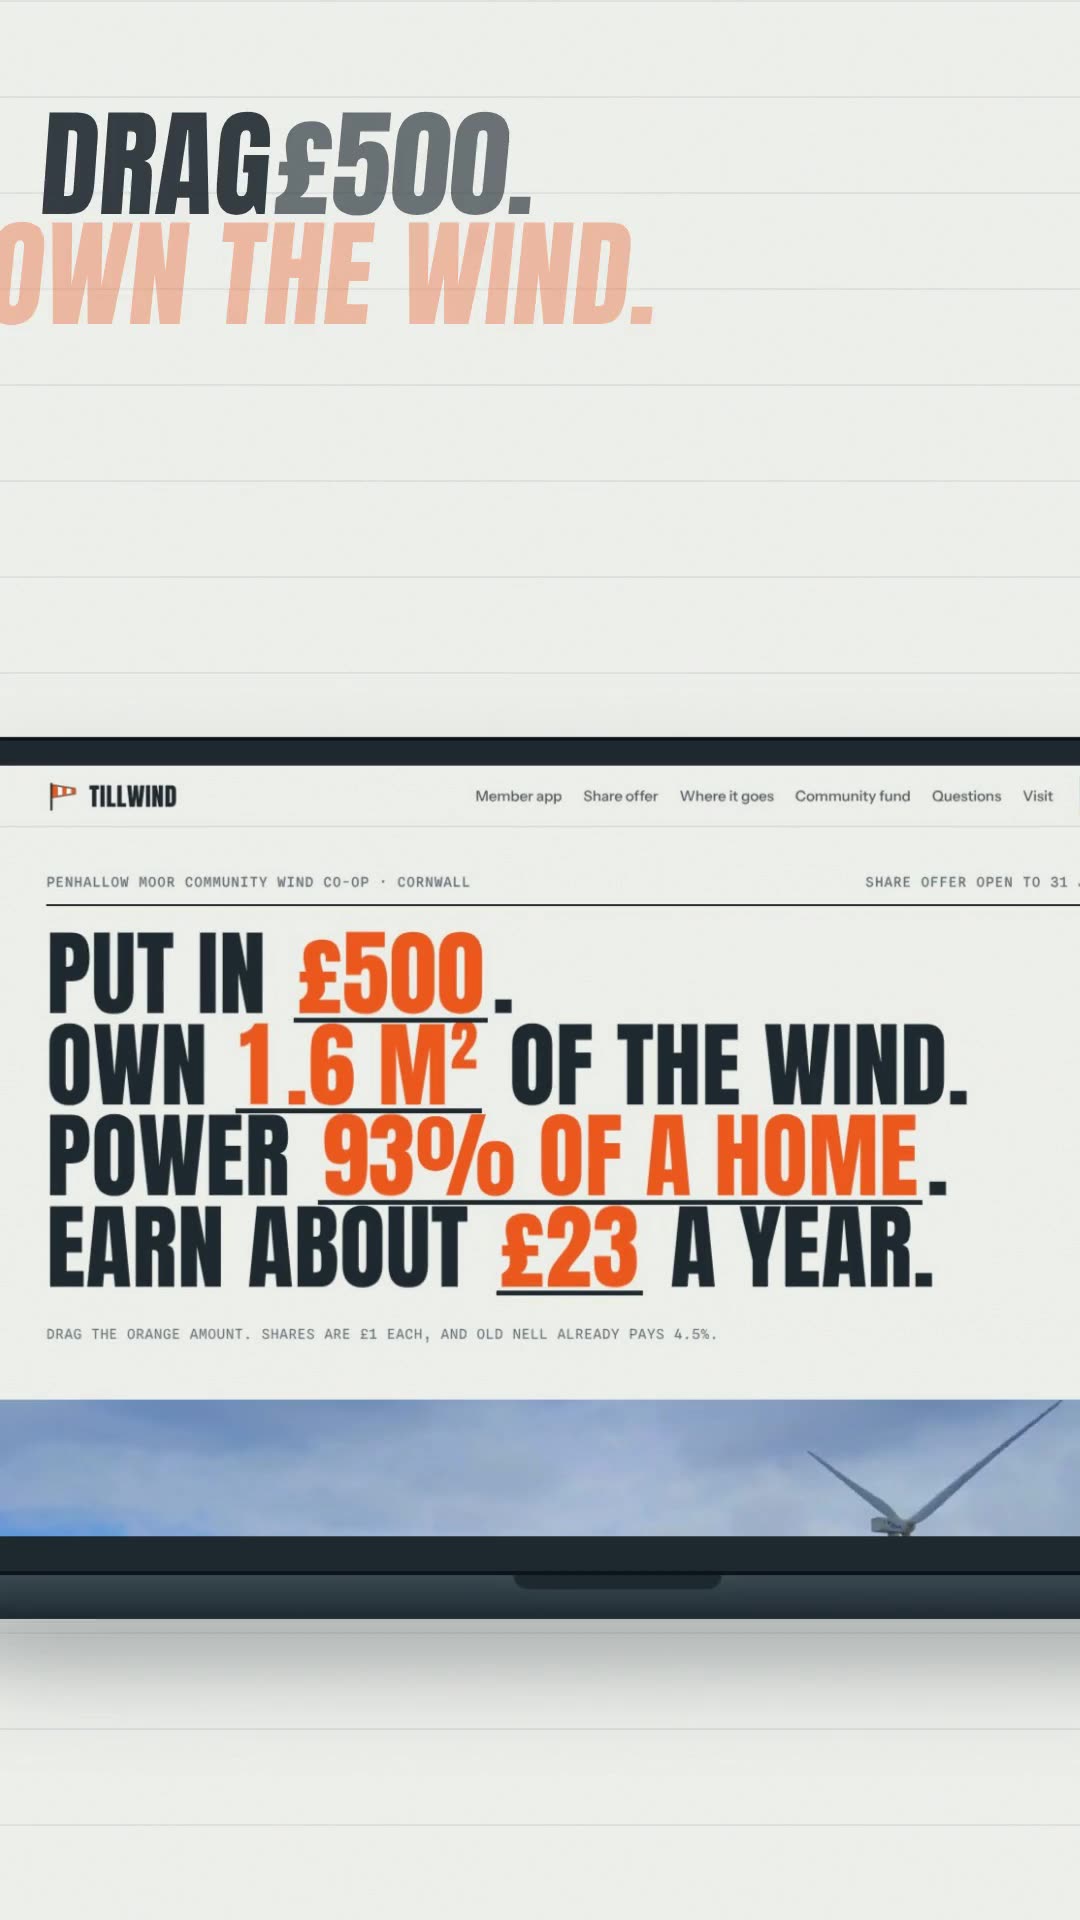 DRAG £500.
OWN THE WIND.
TILLWIND
Member app Share offer Where it goes Community fund Questions Visit
PENHALLOW MOOR COMMUNITY WIND CO-OP · CORNWALL
SHARE OFFER OPEN TO 31
PUT IN £500.
OWN 1.6 M² OF THE WIND.
POWER 93% OF A HOME.
EARN ABOUT £23 A YEAR.
DRAG THE ORANGE AMOUNT. SHARES ARE £1 EACH, AND OLD NELL ALREADY PAYS 4.5%.